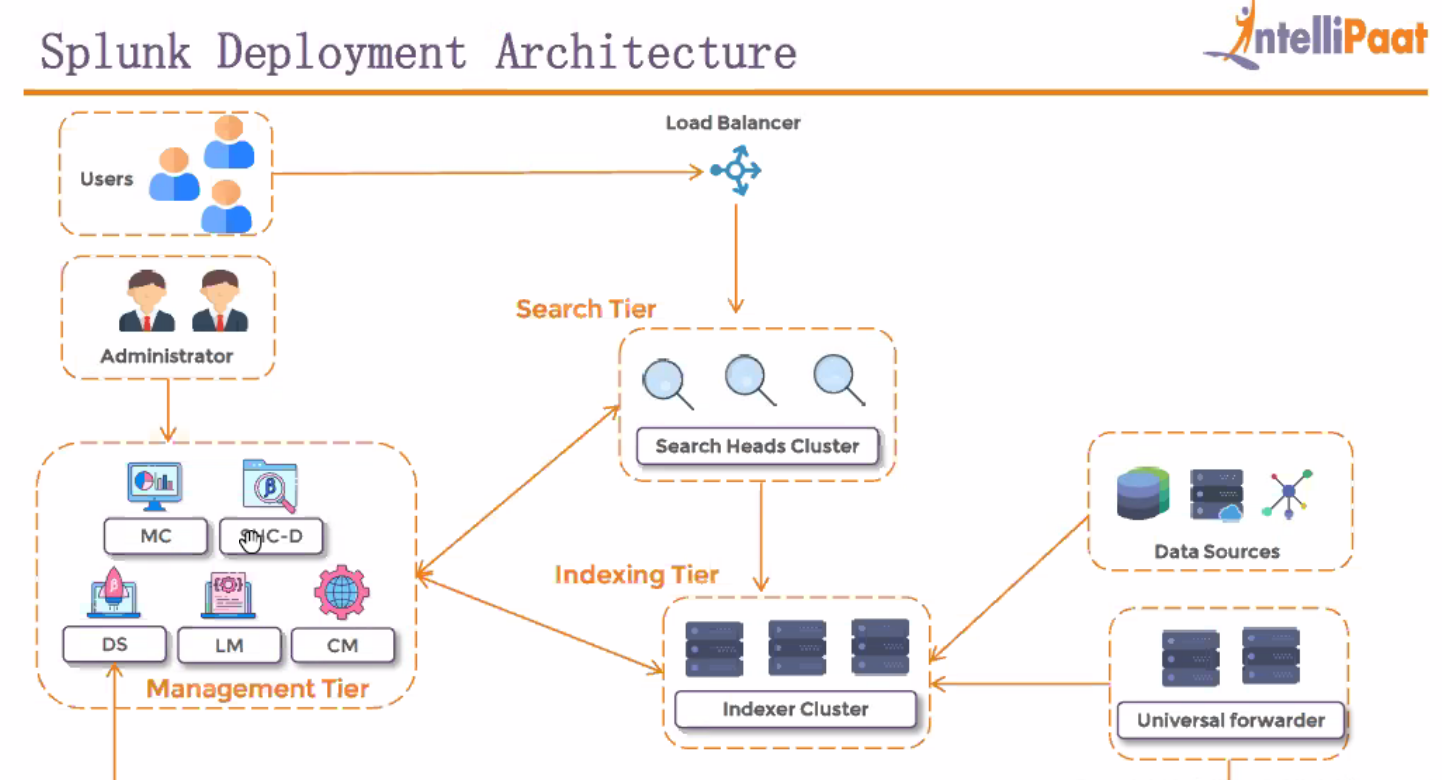 Splunk Deployment Architecture
IntelliPaat
Load Balancer
Users
Administrator
Search Tier
Search Heads Cluster
MC
HC-D
Indexing Tier
Data Sources
DS
LM
CM
Management Tier
Indexer Cluster
Universal forwarder
β
β
{⚙}